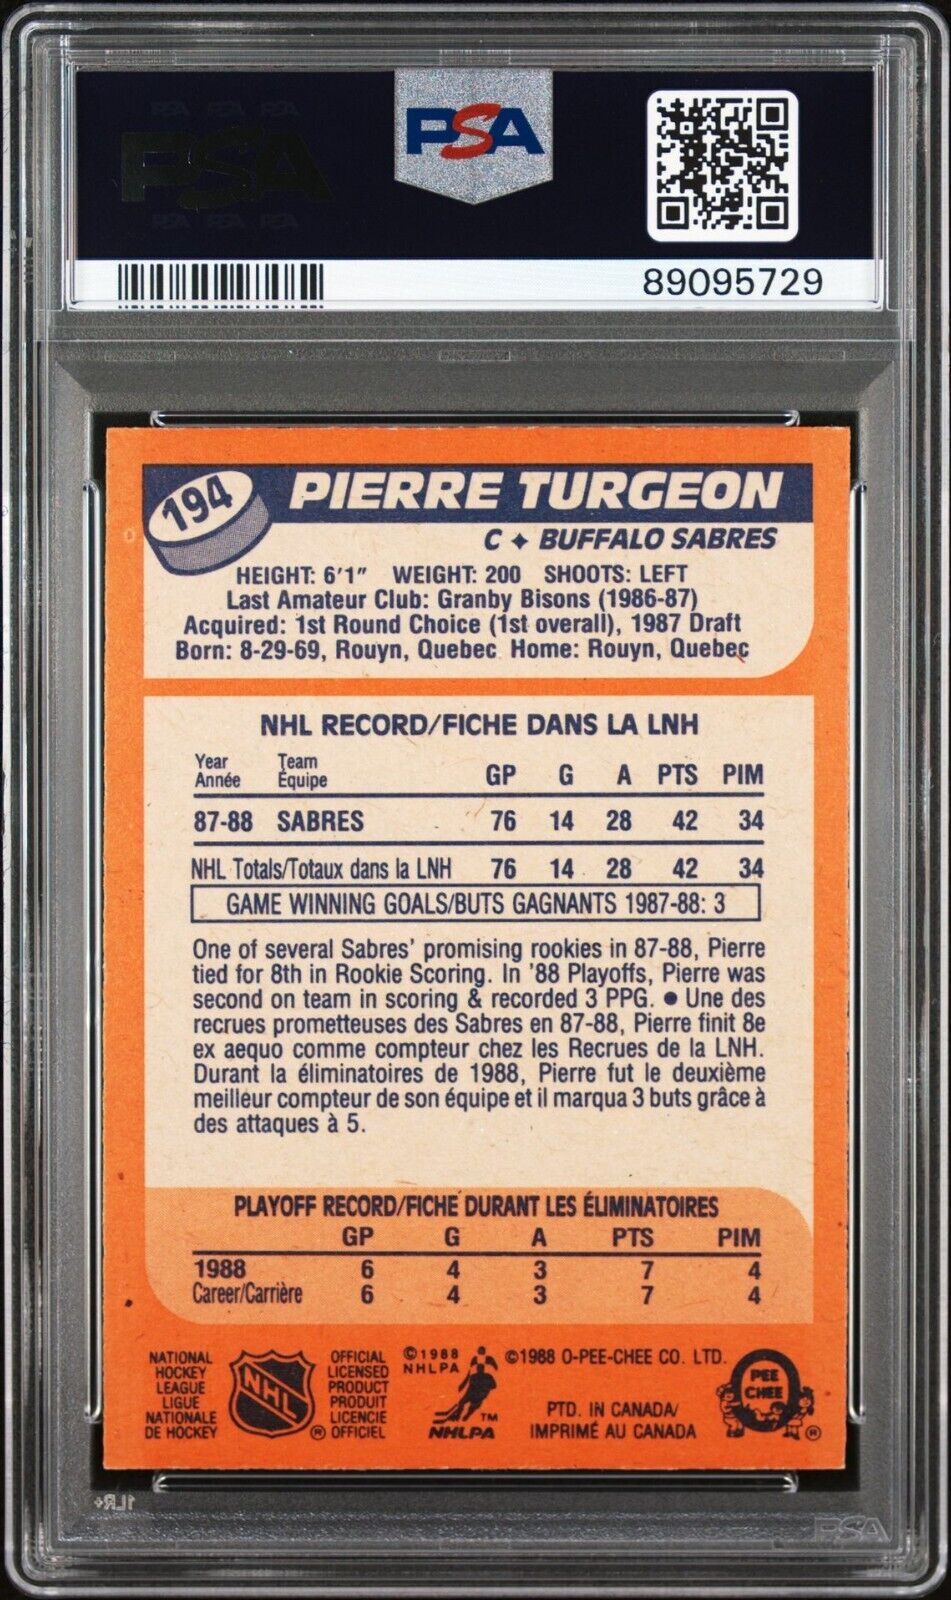 PSA PSA PSA
PSA
PSA PSA PSA
PSA
89095729
194
PIERRE TURGEON
C ✦ BUFFALO SABRES
HEIGHT: 6'1" WEIGHT: 200 SHOOTS: LEFT
Last Amateur Club: Granby Bisons (1986-87)
Acquired: 1st Round Choice (1st overall), 1987 Draft
Born: 8-29-69, Rouyn, Quebec Home: Rouyn, Quebec
NHL RECORD/FICHE DANS LA LNH
Year Team
Année Équipe GP G A PTS PIM
87-88 SABRES 76 14 28 42 34
NHL Totals/Totaux dans la LNH 76 14 28 42 34
GAME WINNING GOALS/BUTS GAGNANTS 1987-88: 3
One of several Sabres' promising rookies in 87-88, Pierre
tied for 8th in Rookie Scoring. In '88 Playoffs, Pierre was
second on team in scoring & recorded 3 PPG. ● Une des
recrues prometteuses des Sabres en 87-88, Pierre finit 8e
ex aequo comme compteur chez les Recrues de la LNH.
Durant la éliminatoires de 1988, Pierre fut le deuxième
meilleur compteur de son équipe et il marqua 3 buts grâce à
des attaques à 5.
PLAYOFF RECORD/FICHE DURANT LES ÉLIMINATOIRES
GP G A PTS PIM
1988 6 4 3 7 4
Career/Carrière 6 4 3 7 4
NATIONAL
HOCKEY
LEAGUE
LIGUE
NATIONALE
DE HOCKEY
NHL
®
OFFICIAL
LICENSED
PRODUCT
PRODUIT
LICENCIE
OFFICIEL
©1988
NHLPA
TM
NHLPA
©1988 O-PEE-CHEE CO. LTD.
PTD. IN CANADA/
IMPRIMÉ AU CANADA
PEE
CHEE
®
1LR+
PSA